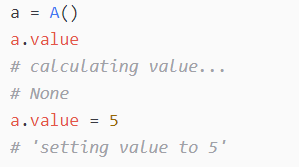 a = A()
a.value
# calculating value...
# None
a.value = 5
# 'setting value to 5'